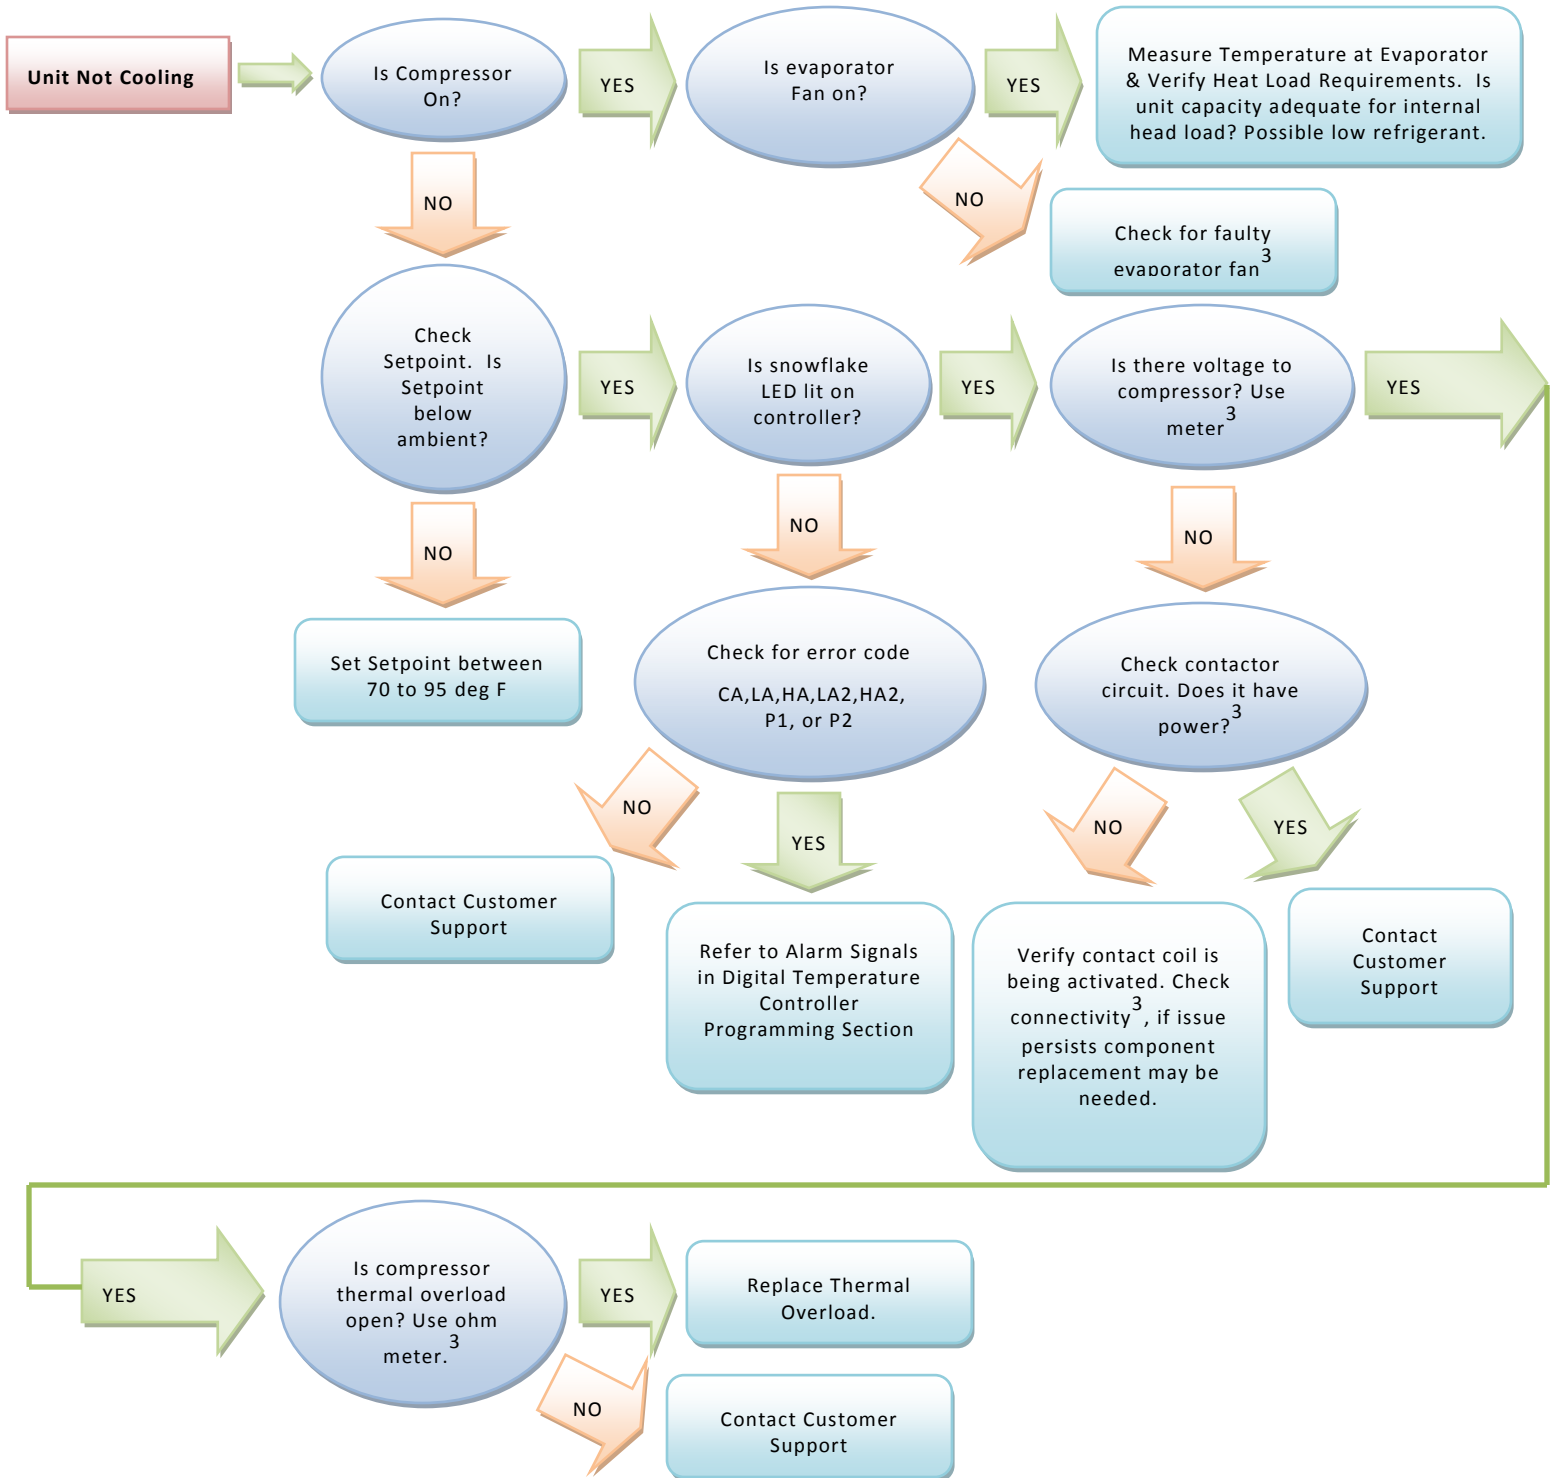 Unit Not Cooling
Is Compressor
On?
YES
Is evaporator
Fan on?
YES
Measure Temperature at Evaporator
& Verify Heat Load Requirements.  Is
unit capacity adequate for internal
head load? Possible low refrigerant.
NO
NO
Check for faulty
evaporator fan3
Check
Setpoint.  Is
Setpoint
below
ambient?
YES
Is snowflake
LED lit on
controller?
YES
Is there voltage to
compressor? Use
meter3
YES
NO
NO
NO
Set Setpoint between
70 to 95 deg F
Check for error code
CA,LA,HA,LA2,HA2,
P1, or P2
Check contactor
circuit. Does it have
power?3
NO
YES
NO
YES
Contact Customer
Support
Refer to Alarm Signals
in Digital Temperature
Controller
Programming Section
Verify contact coil is
being activated. Check
connectivity3, if issue
persists component
replacement may be
needed.
Contact
Customer
Support
YES
Is compressor
thermal overload
open? Use ohm
meter.3
YES
Replace Thermal
Overload.
NO
Contact Customer
Support